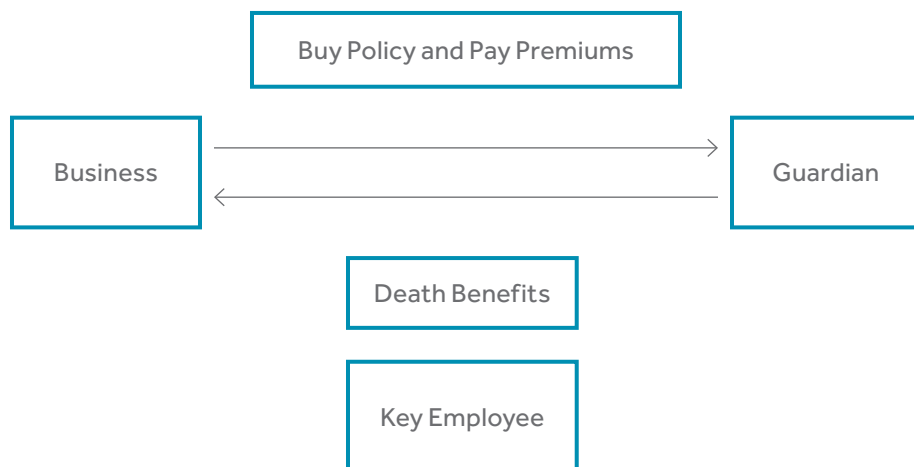 Buy Policy and Pay Premiums
Business
Guardian
Death Benefits
Key Employee